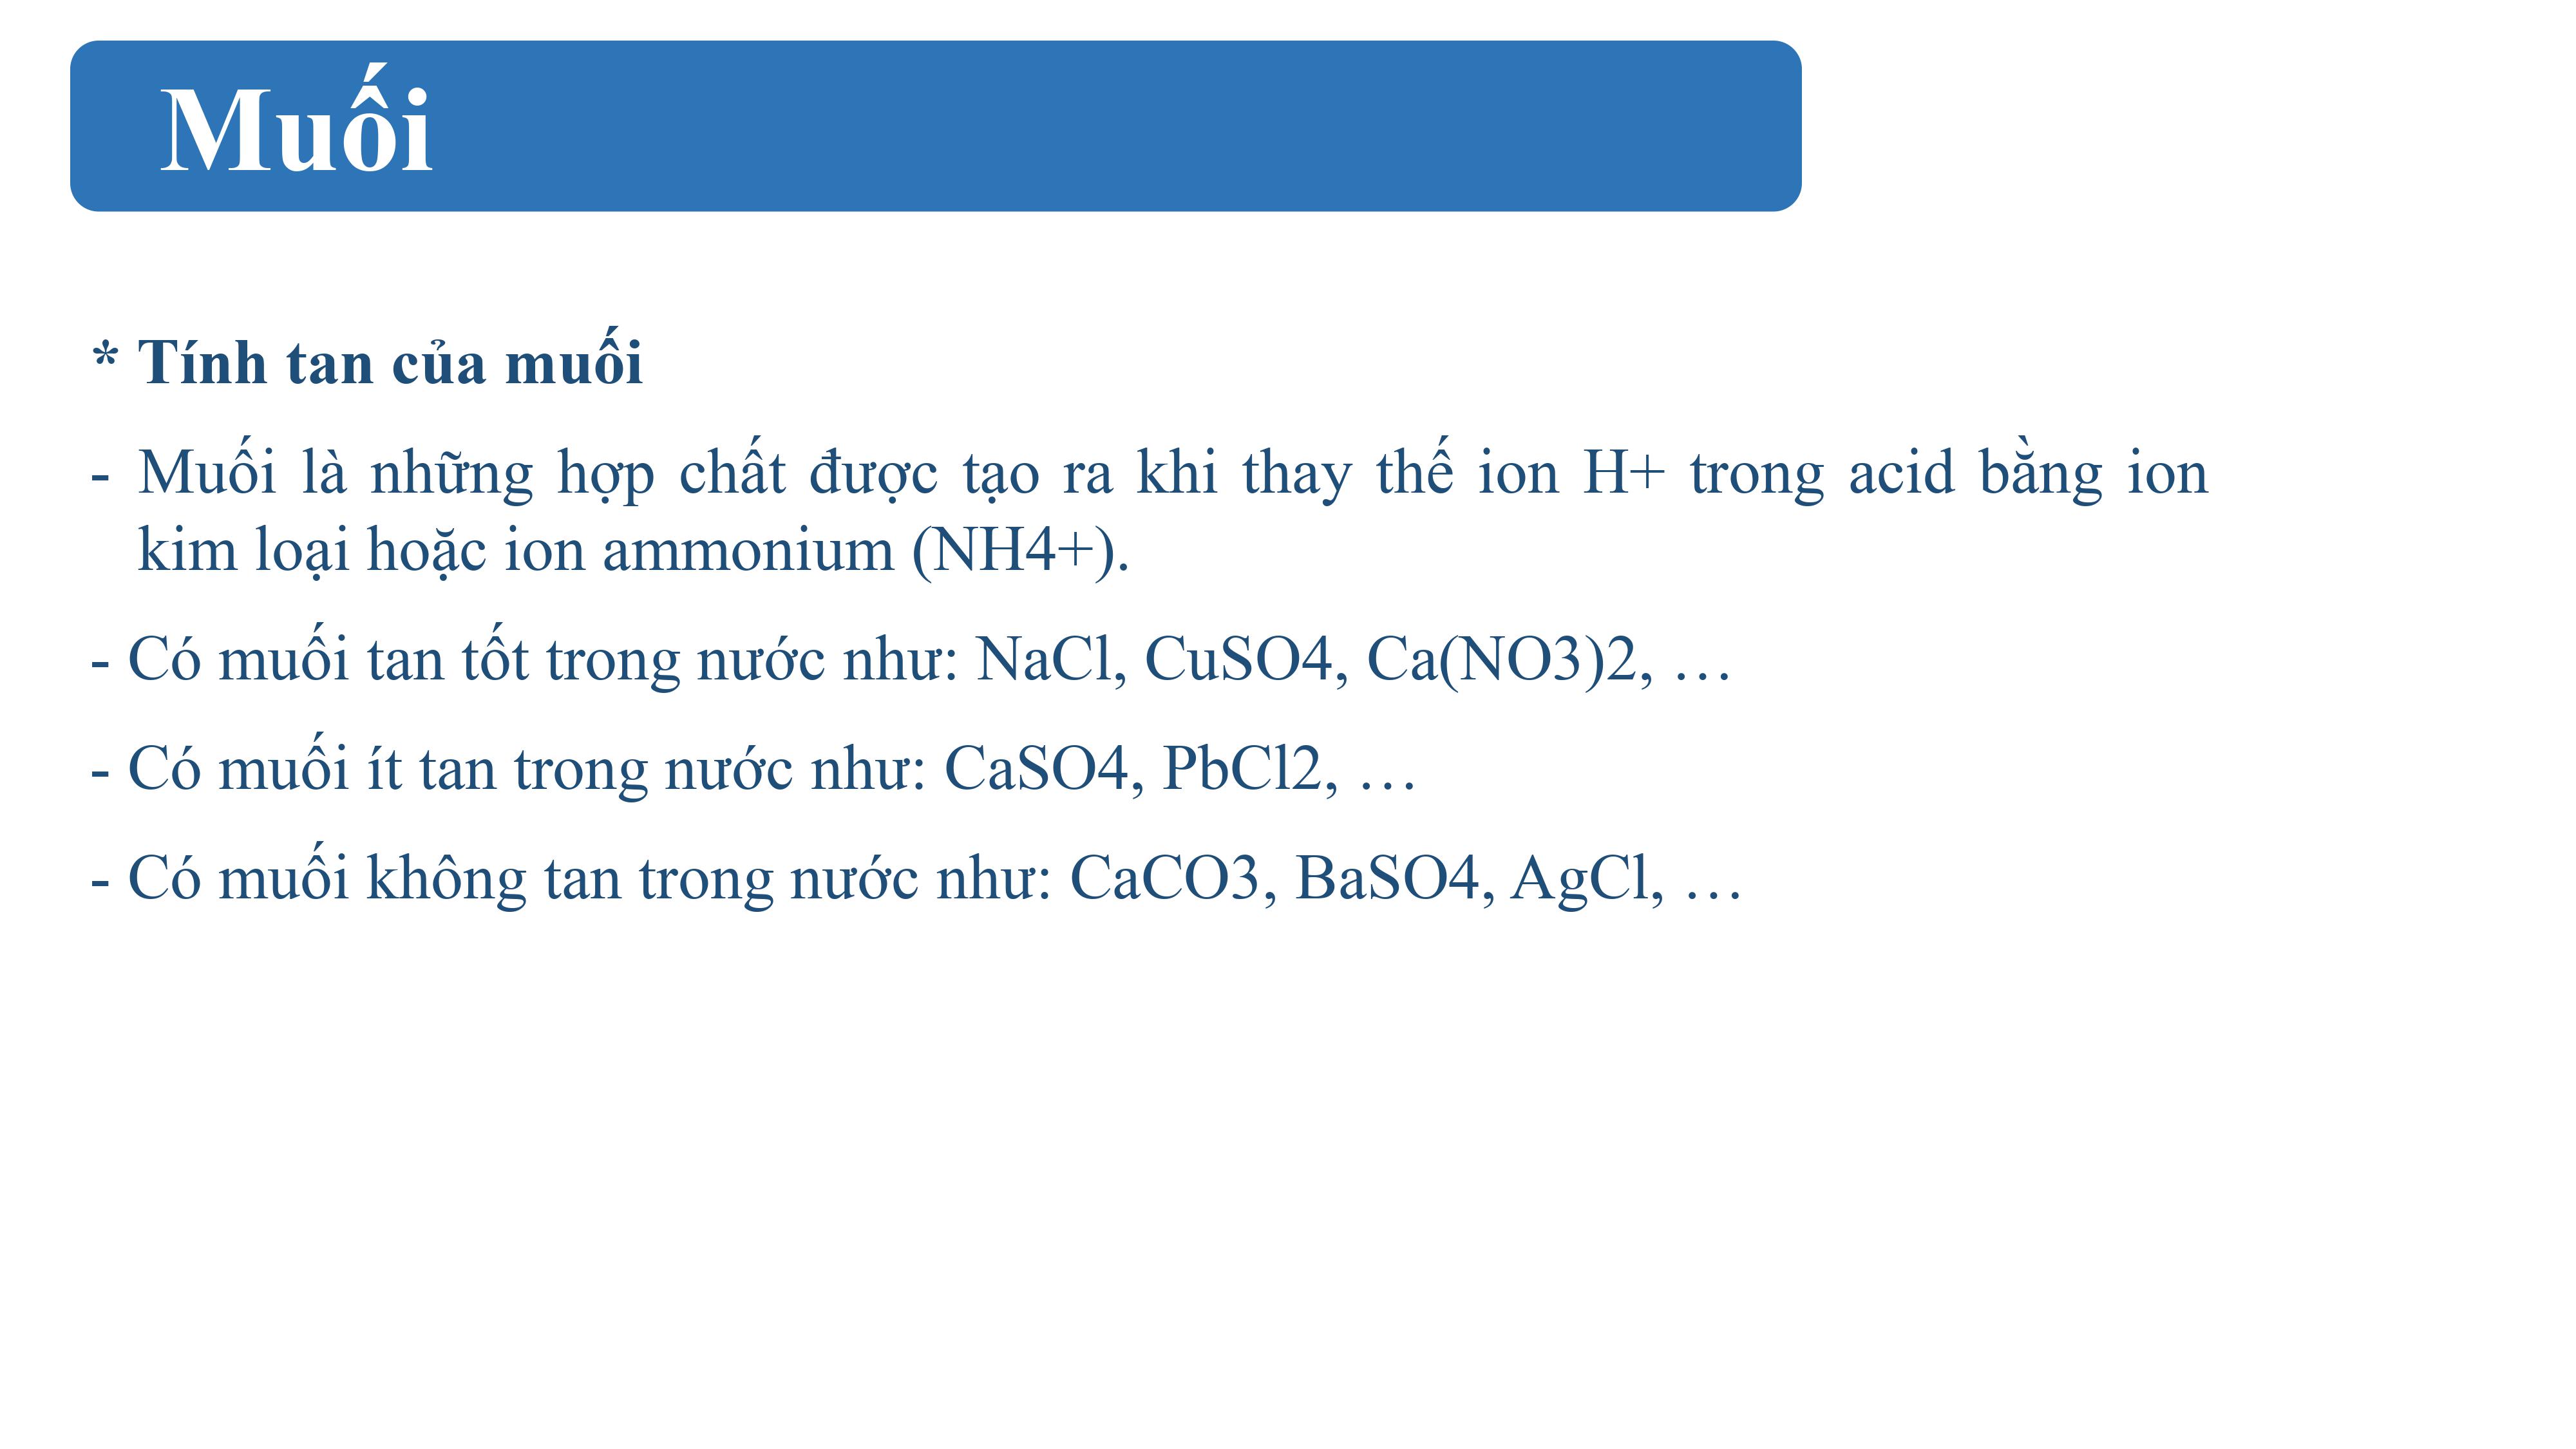 Muối
* Tính tan của muối
- Muối là những hợp chất được tạo ra khi thay thế ion H+ trong acid bằng ion
kim loại hoặc ion ammonium (NH4+).
- Có muối tan tốt trong nước như: NaCl, CuSO4, Ca(NO3)2, …
- Có muối ít tan trong nước như: CaSO4, PbCl2, …
- Có muối không tan trong nước như: CaCO3, BaSO4, AgCl, …